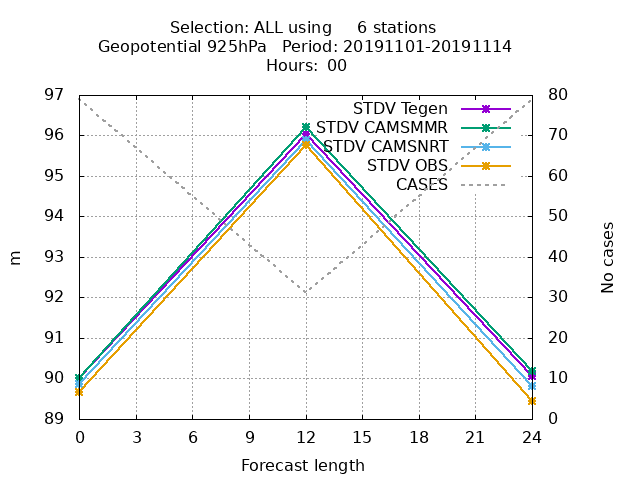 Selection: ALL using 6 stations
Geopotential 925hPa Period: 20191101-20191114
Hours: 00
97 80
STDV Tegen
STDV CAMSMMR
96 70
STDV CAMSNRT
STDV OBS
95 60
CASES
94 50
93 40
m
No cases
92 30
91 20
90 10
89 0
0 3 6 9 12 15 18 21 24
Forecast length